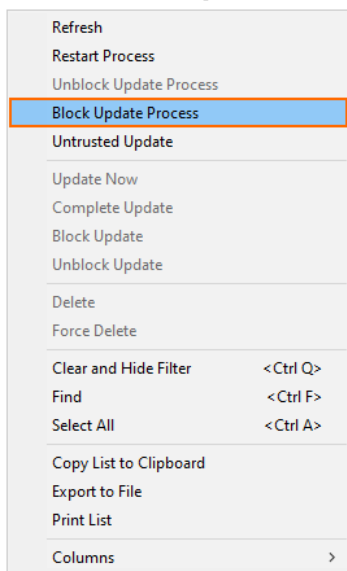 Refresh
Restart Process
Unblock Update Process
Block Update Process
Untrusted Update
Update Now
Complete Update
Block Update
Unblock Update
Delete
Force Delete
Clear and Hide Filter <Ctrl Q>
Find <Ctrl F>
Select All <Ctrl A>
Copy List to Clipboard
Export to File
Print List
Columns >